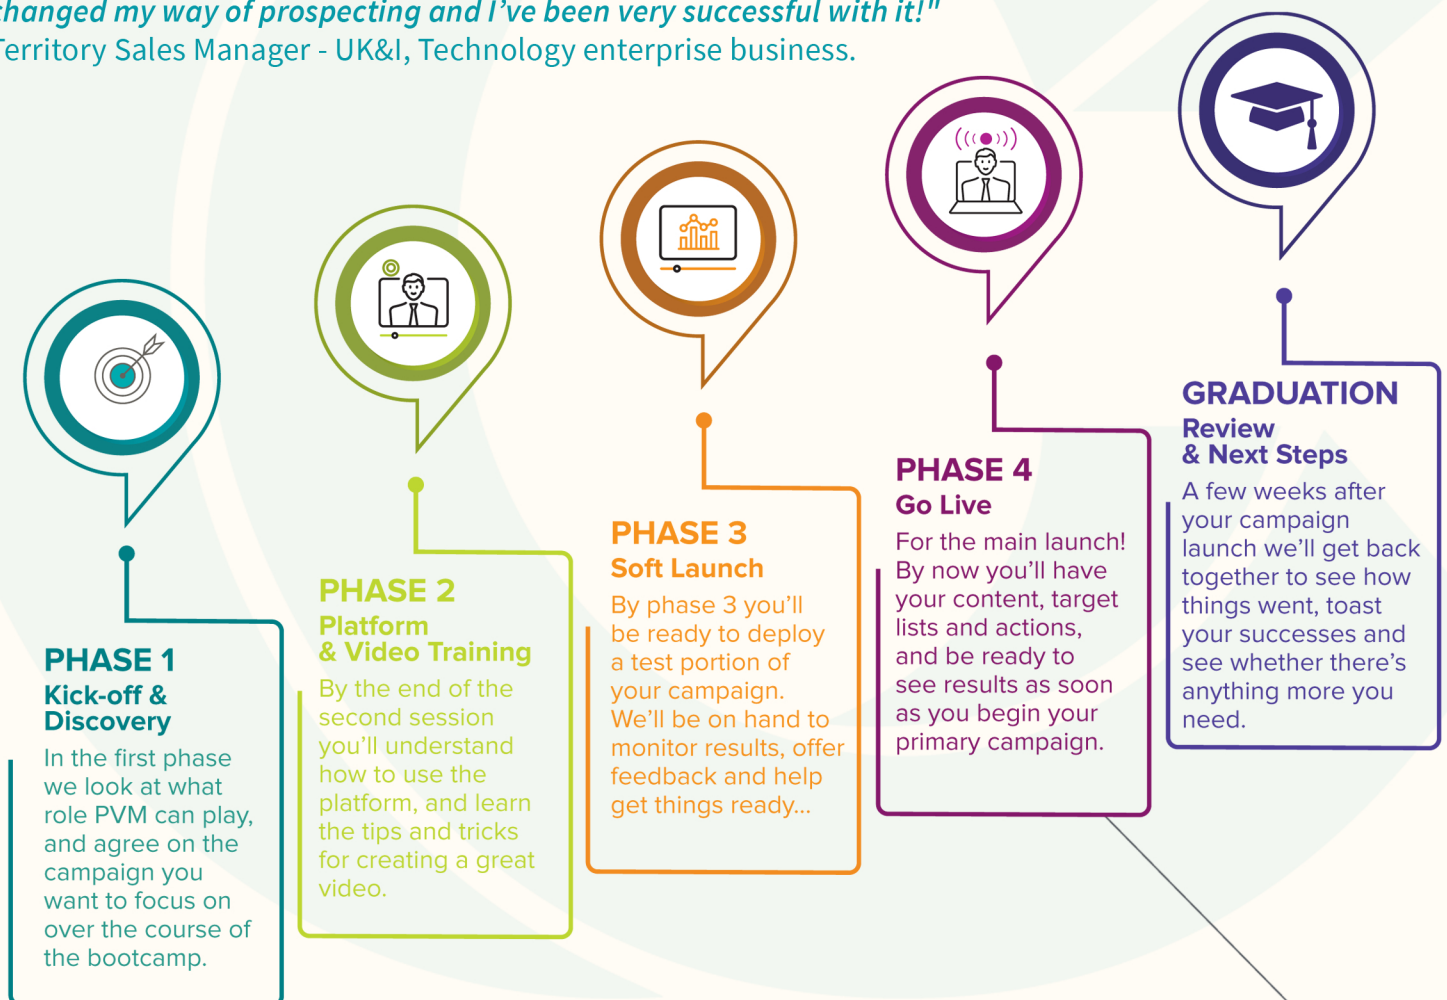 changed my way of prospecting and I've been very successful with it!"
Territory Sales Manager - UK&I, Technology enterprise business.
PHASE 1
Kick-off &
Discovery
In the first phase
we look at what
role PVM can play,
and agree on the
campaign you
want to focus on
over the course of
the bootcamp.
PHASE 2
Platform
& Video Training
By the end of the
second session
you'll understand
how to use the
platform, and learn
the tips and tricks
for creating a great
video.
PHASE 3
Soft Launch
By phase 3 you'll
be ready to deploy
a test portion of
your campaign.
We'll be on hand to
monitor results, offer
feedback and help
get things ready...
PHASE 4
Go Live
For the main launch!
By now you'll have
your content, target
lists and actions,
and be ready to
see results as soon
as you begin your
primary campaign.
GRADUATION
Review
& Next Steps
A few weeks after
your campaign
launch we'll get back
together to see how
things went, toast
your successes and
see whether there's
anything more you
need.